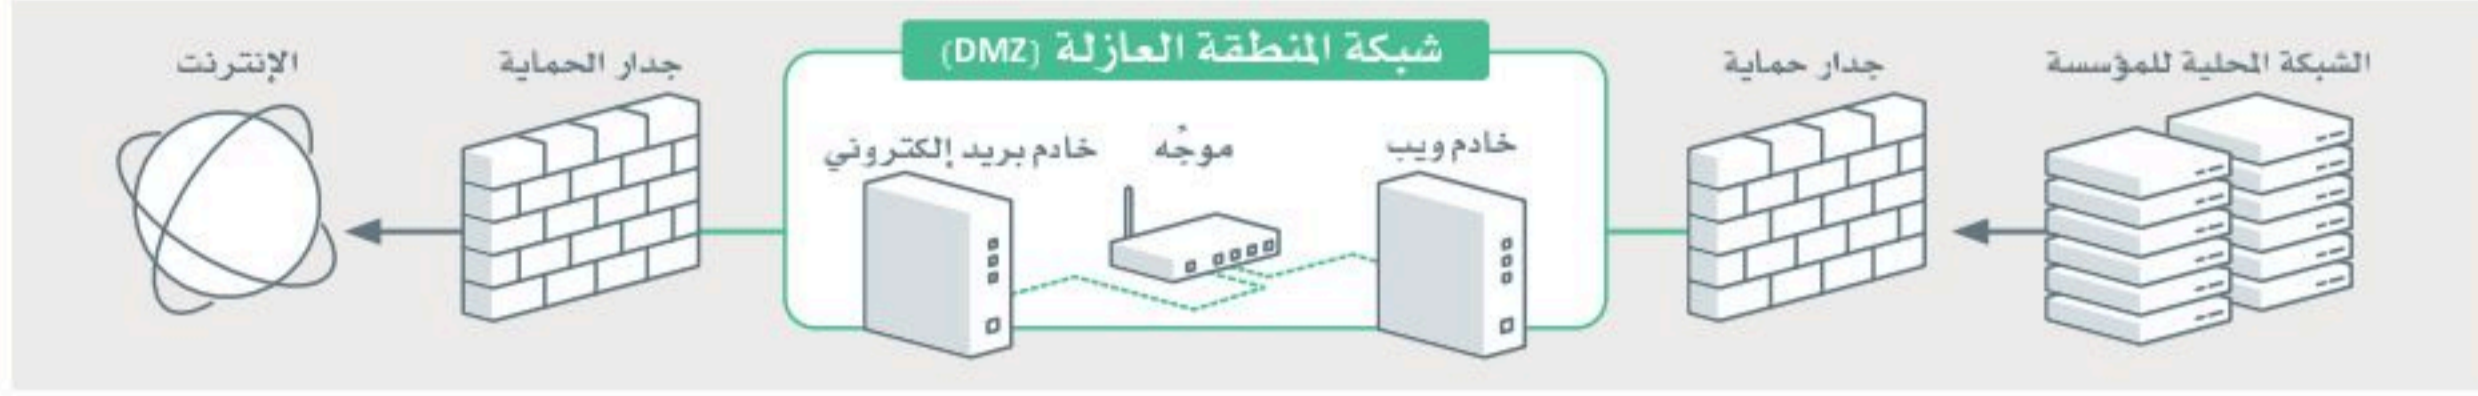 شبكة المنطقة العازلة (DMZ)
الشبكة المحلية للمؤسسة
جدار حماية
جدار الحماية
الإنترنت
خادم ويب
موجُه
خادم بريد إلكتروني